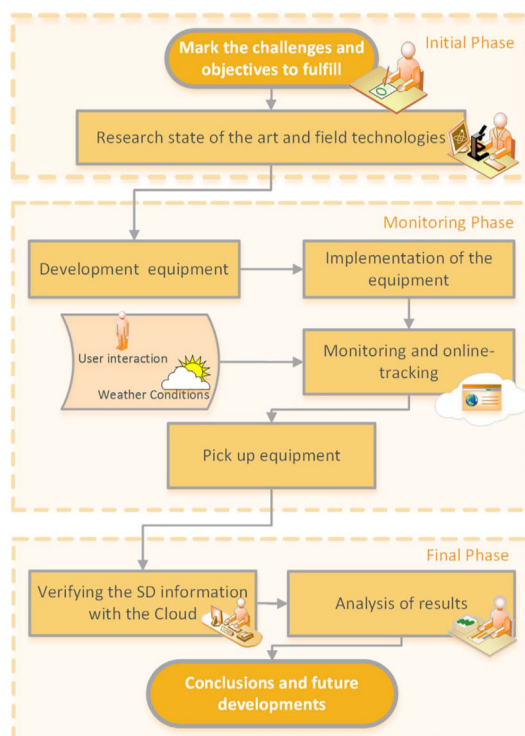 Initial Phase
Mark the challenges and
objectives to fulfill
Research state of the art and field technologies
Monitoring Phase
Development equipment
Implementation of the
equipment
User interaction
Weather Conditions
Monitoring and online-
tracking
Pick up equipment
Final Phase
Verifying the SD information
with the Cloud
Analysis of results
Conclusions and future
developments